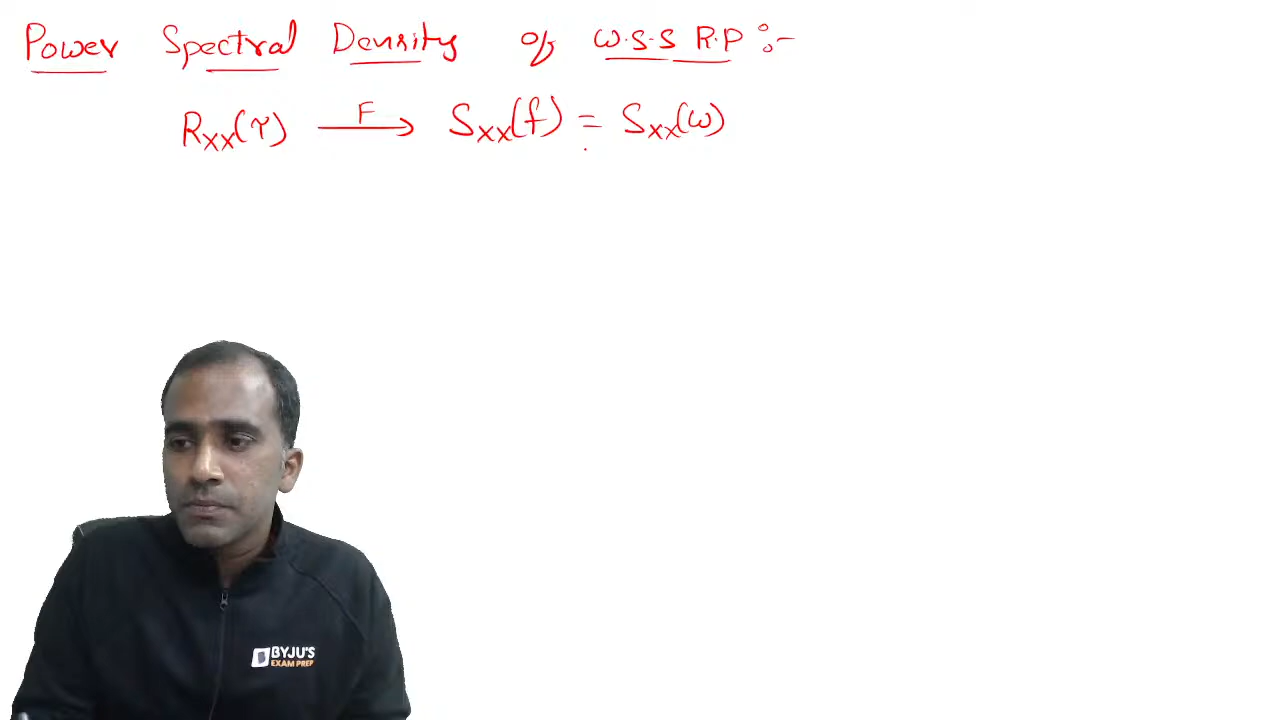 Power Spectral Density of W.S.S R.P :-
Rxx(τ) F→ Sxx(f) = Sxx(ω)
BYJU'S
EXAM PREP